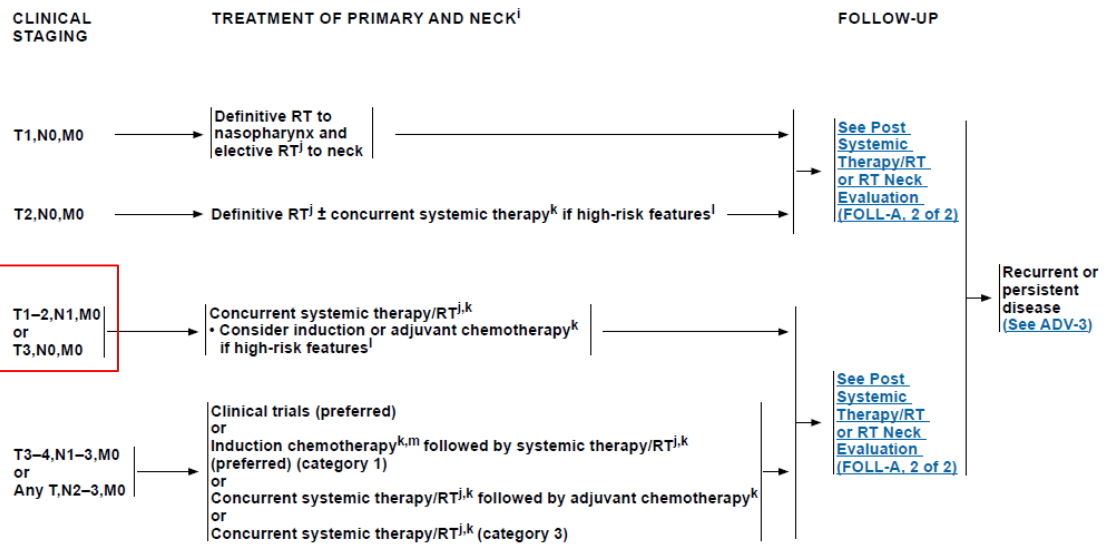 CLINICAL STAGING
TREATMENT OF PRIMARY AND NECKⁱ
FOLLOW-UP
T1,N0,M0
Definitive RT to
nasopharynx and
elective RTʲ to neck
T2,N0,M0
Definitive RTʲ ± concurrent systemic therapyᵏ if high-risk featuresˡ
See Post
Systemic
Therapy/RT
or RT Neck
Evaluation
(FOLL-A, 2 of 2)
T1–2,N1,M0
or
T3,N0,M0
Concurrent systemic therapy/RTʲ,ᵏ
• Consider induction or adjuvant chemotherapyᵏ
if high-risk featuresˡ
T3–4,N1–3,M0
or
Any T,N2–3,M0
Clinical trials (preferred)
or
Induction chemotherapyᵏ,ᵐ followed by systemic therapy/RTʲ,ᵏ
(preferred) (category 1)
or
Concurrent systemic therapy/RTʲ,ᵏ followed by adjuvant chemotherapyᵏ
or
Concurrent systemic therapy/RTʲ,ᵏ (category 3)
See Post
Systemic
Therapy/RT
or RT Neck
Evaluation
(FOLL-A, 2 of 2)
Recurrent or
persistent
disease
(See ADV-3)